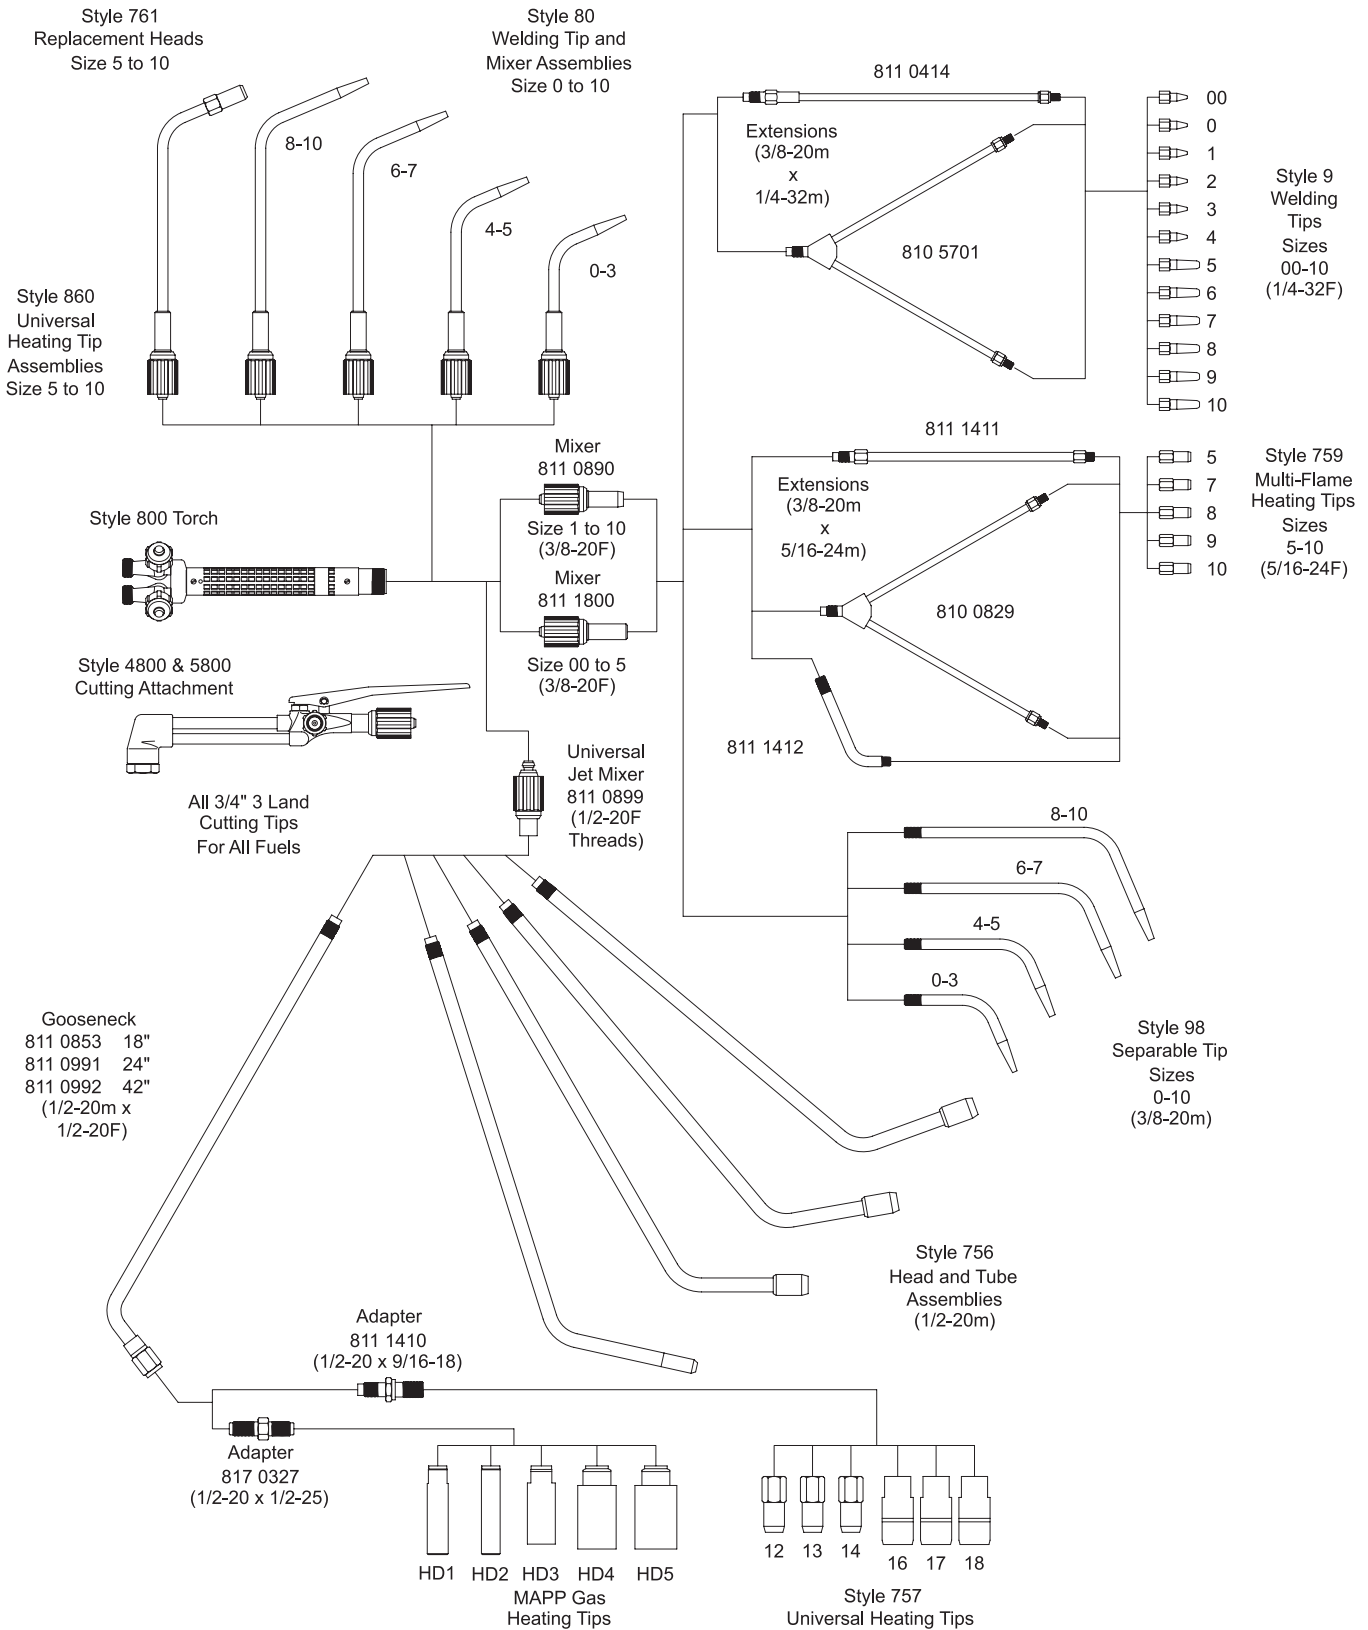 Style 761
Replacement Heads
Size 5 to 10
Style 80
Welding Tip and
Mixer Assemblies
Size 0 to 10
8-10
6-7
4-5
0-3
Style 860
Universal
Heating Tip
Assemblies
Size 5 to 10
811 0414
Extensions
(3/8-20m
x
1/4-32m)
810 5701
00
0
1
2
3
4
5
6
7
8
9
10
Style 9
Welding
Tips
Sizes
00-10
(1/4-32F)
Mixer
811 0890
Size 1 to 10
(3/8-20F)
Mixer
811 1800
Size 00 to 5
(3/8-20F)
Style 800 Torch
Style 4800 & 5800
Cutting Attachment
All 3/4" 3 Land
Cutting Tips
For All Fuels
811 1411
Extensions
(3/8-20m
x
5/16-24m)
810 0829
811 1412
5
7
8
9
10
Style 759
Multi-Flame
Heating Tips
Sizes
5-10
(5/16-24F)
Universal
Jet Mixer
811 0899
(1/2-20F
Threads)
8-10
6-7
4-5
0-3
Style 98
Separable Tip
Sizes
0-10
(3/8-20m)
Gooseneck
811 0853 18"
811 0991 24"
811 0992 42"
(1/2-20m x
1/2-20F)
Style 756
Head and Tube
Assemblies
(1/2-20m)
Adapter
811 1410
(1/2-20 x 9/16-18)
Adapter
817 0327
(1/2-20 x 1/2-25)
HD1 HD2 HD3 HD4 HD5
MAPP Gas
Heating Tips
12 13 14 16 17 18
Style 757
Universal Heating Tips